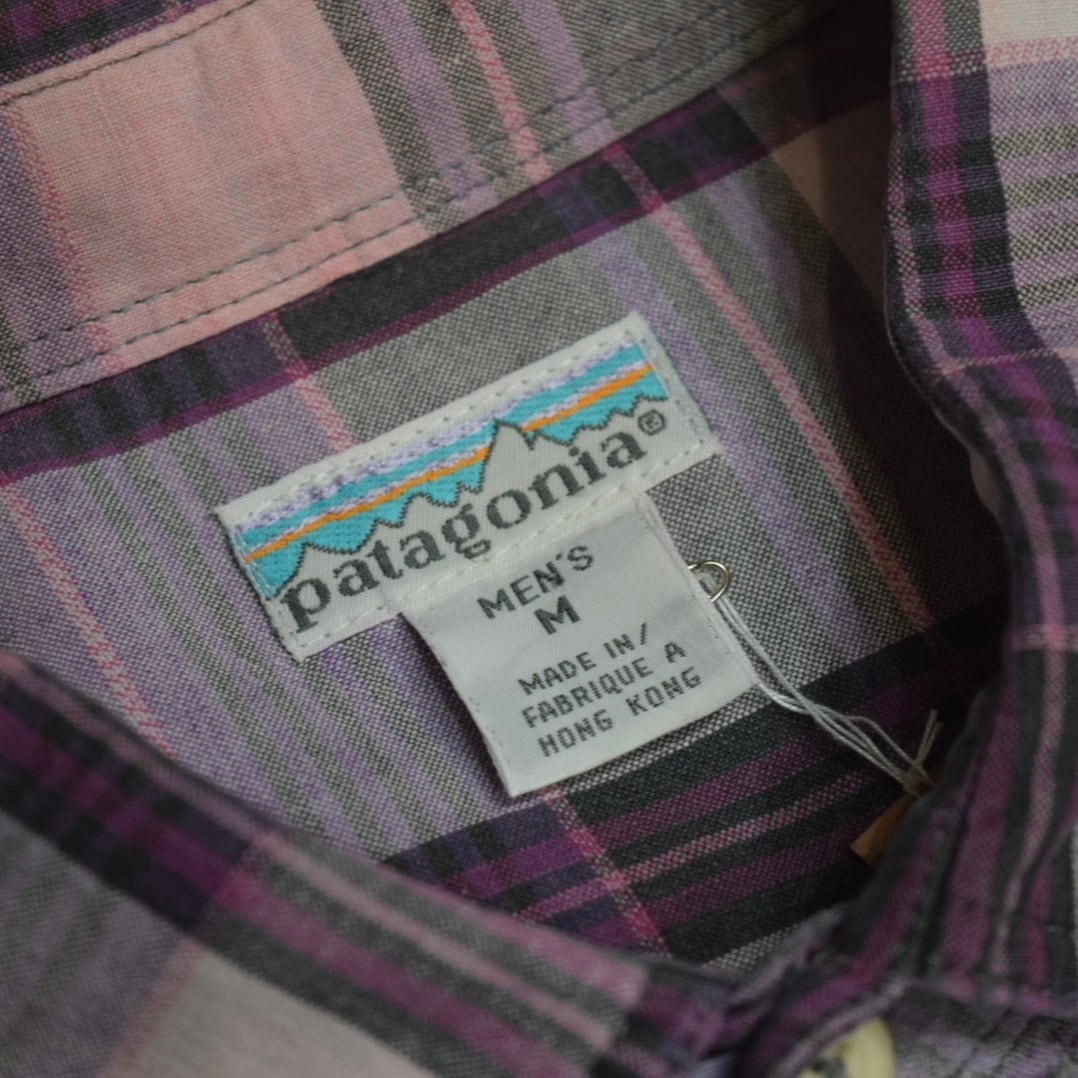 patagonia®
MEN'S
M
MADE IN/
FABRIQUE A
HONG KONG